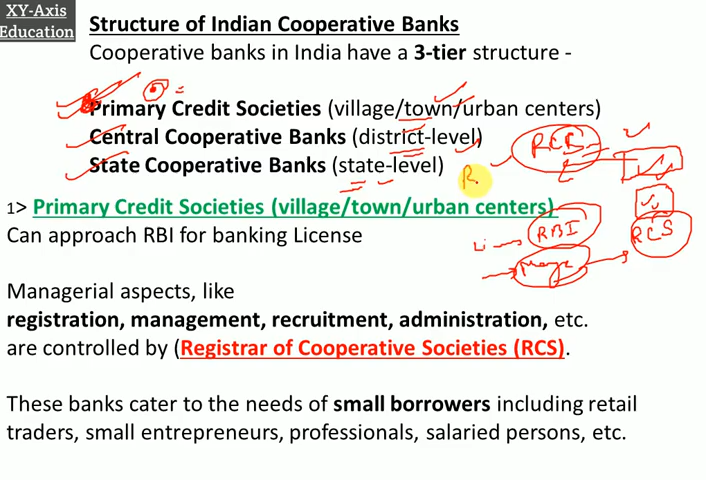 XY-Axis
Education
Structure of Indian Cooperative Banks
Cooperative banks in India have a 3-tier structure -
Primary Credit Societies (village/town/urban centers)
Central Cooperative Banks (district-level)
State Cooperative Banks (state-level)
RCS
R
1> Primary Credit Societies (village/town/urban centers)
Can approach RBI for banking License
Li → RBI
RCS
Manage
Managerial aspects, like
registration, management, recruitment, administration, etc.
are controlled by (Registrar of Cooperative Societies (RCS).
These banks cater to the needs of small borrowers including retail
traders, small entrepreneurs, professionals, salaried persons, etc.